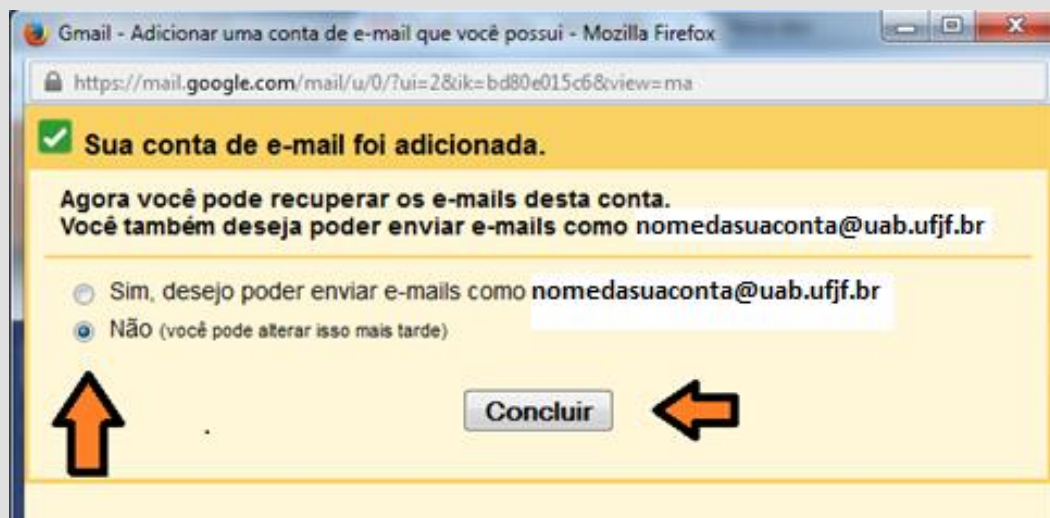 Gmail - Adicionar uma conta de e-mail que você possui - Mozilla Firefox
https://mail.google.com/mail/u/0/?ui=2&ik=bd80e015c6&view=ma
Sua conta de e-mail foi adicionada.
Agora você pode recuperar os e-mails desta conta.
Você também deseja poder enviar e-mails como nomedasuaconta@uab.ufjf.br
Sim, desejo poder enviar e-mails como nomedasuaconta@uab.ufjf.br
Não (você pode alterar isso mais tarde)
Concluir